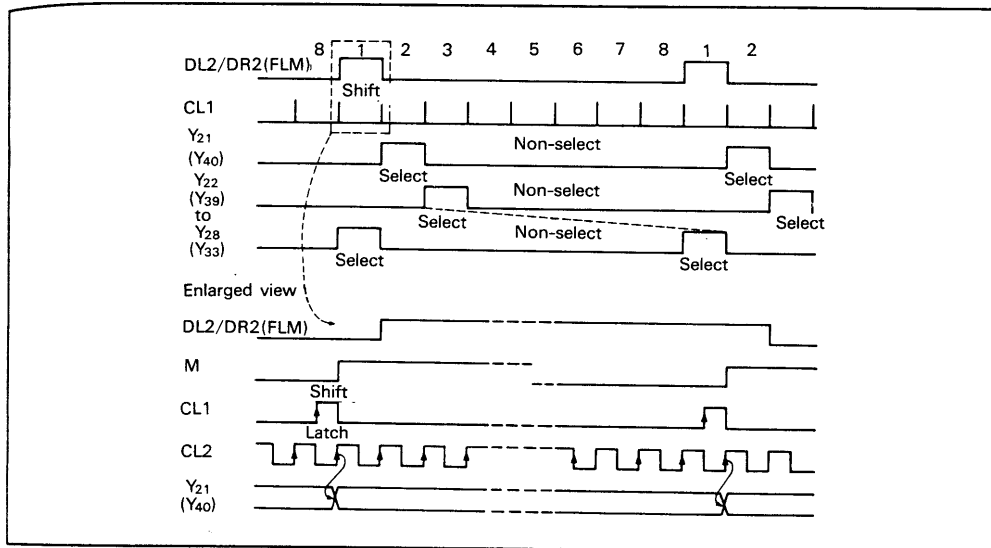 8 1 2 3 4 5 6 7 8 1 2
DL2/DR2(FLM)
Shift
CL1
Y21
(Y40)
Non-select
Select
Select
Y22
(Y39)
Non-select
Select
Select
to
Y28
(Y33)
Non-select
Select
Select
Enlarged view
DL2/DR2(FLM)
M
Shift
CL1
Latch
CL2
Y21
(Y40)